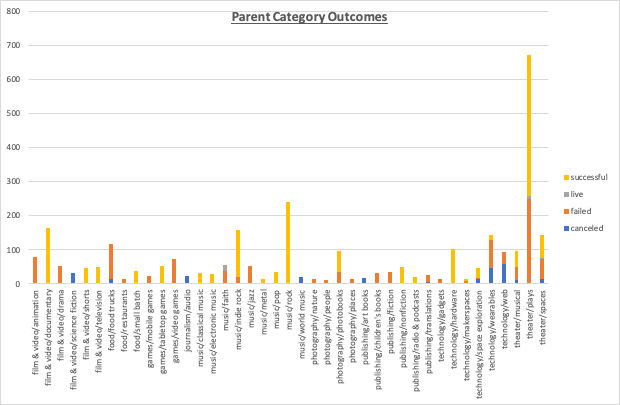 Parent Category Outcomes
800
700
600
500
400
300
200
100
0
successful
live
failed
canceled
film & video/animation
film & video/documentary
film & video/drama
film & video/science fiction
film & video/shorts
film & video/television
food/food trucks
food/restaurants
food/small batch
games/mobile games
games/tabletop games
games/video games
journalism/audio
music/classical music
music/electronic music
music/faith
music/indie rock
music/jazz
music/metal
music/pop
music/rock
music/world music
photography/nature
photography/people
photography/photobooks
photography/places
publishing/art books
publishing/children's books
publishing/fiction
publishing/nonfiction
publishing/radio & podcasts
publishing/translations
technology/gadgets
technology/hardware
technology/makerspaces
technology/space exploration
technology/wearables
technology/web
theater/musical
theater/plays
theater/spaces